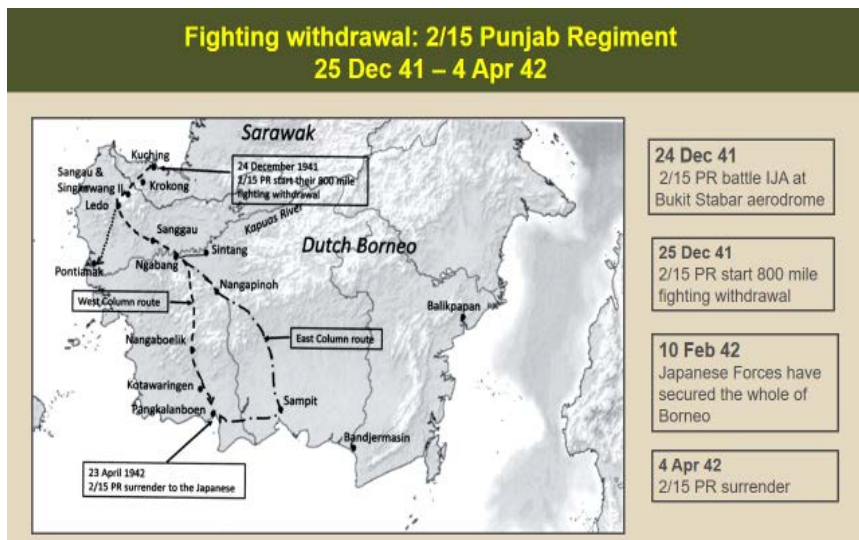 Fighting withdrawal: 2/15 Punjab Regiment
25 Dec 41 – 4 Apr 42
Sarawak
Kuching
24 December 1941
2/15 PR start their 800 mile
fighting withdrawal
Sangau &
Singkawang II
Krokong
Ledo
Kapuas River
Sanggau
Sintang
Dutch Borneo
Ngabang
Pontianak
Nangapinoh
West Column route
Balikpapan
East Column route
Nangaboelik
Kotawaringen
Sampit
Pangkalanboen
Bandjermasin
23 April 1942
2/15 PR surrender to the Japanese
24 Dec 41
2/15 PR battle IJA at
Bukit Stabar aerodrome
25 Dec 41
2/15 PR start 800 mile
fighting withdrawal
10 Feb 42
Japanese Forces have
secured the whole of
Borneo
4 Apr 42
2/15 PR surrender